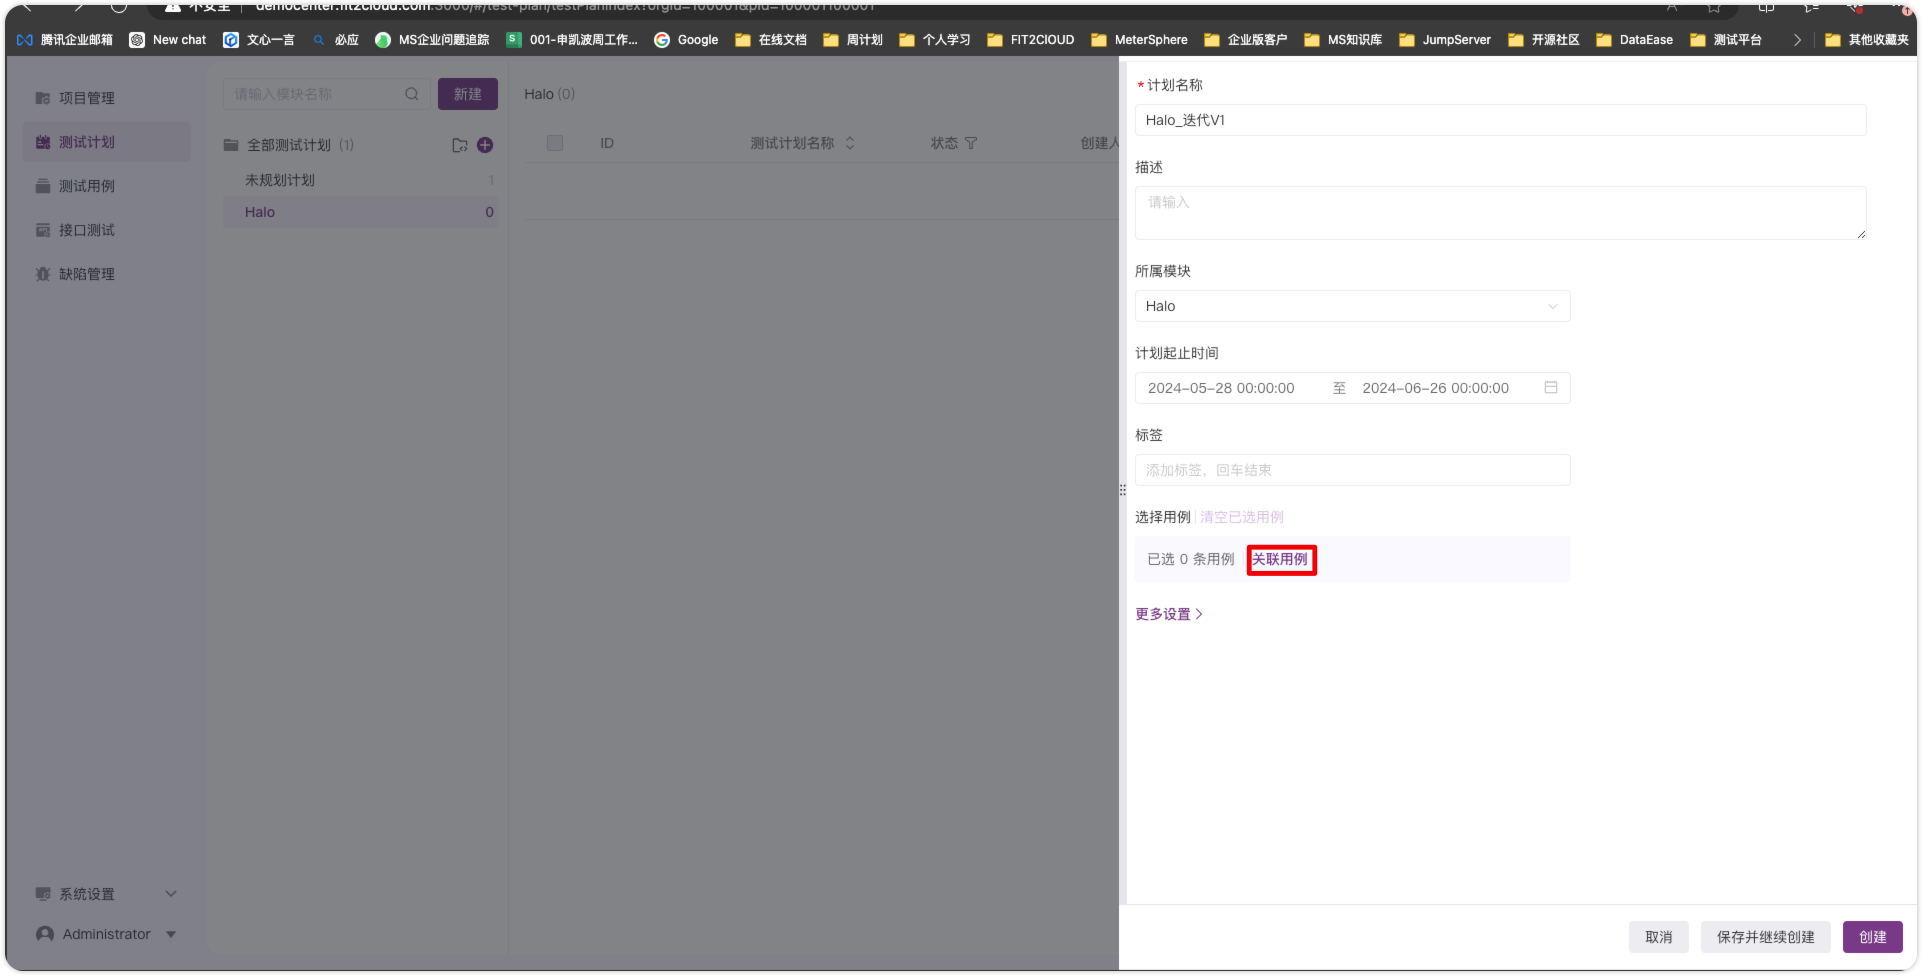 不安全 democenter.fit2cloud.com:3000/#/test-plan/testPlanIndex?orgId=100001&pId=100001100001
腾讯企业邮箱 New chat 文心一言 必应 MS企业问题追踪 001-申凯波周工作... Google 在线文档 周计划 个人学习 FIT2ClOUD MeterSphere 企业版客户 MS知识库 JumpServer 开源社区 DataEase 测试平台 其他收藏夹
项目管理
测试计划
测试用例
接口测试
缺陷管理
系统设置
Administrator
请输入模块名称 新建
全部测试计划 (1)
未规划计划 1
Halo 0
Halo (0)
ID 测试计划名称 状态 创建人
* 计划名称
Halo_迭代V1
描述
请输入
所属模块
Halo
计划起止时间
2024-05-28 00:00:00 至 2024-06-26 00:00:00
标签
添加标签，回车结束
选择用例 清空已选用例
已选 0 条用例 关联用例
更多设置
取消 保存并继续创建 创建